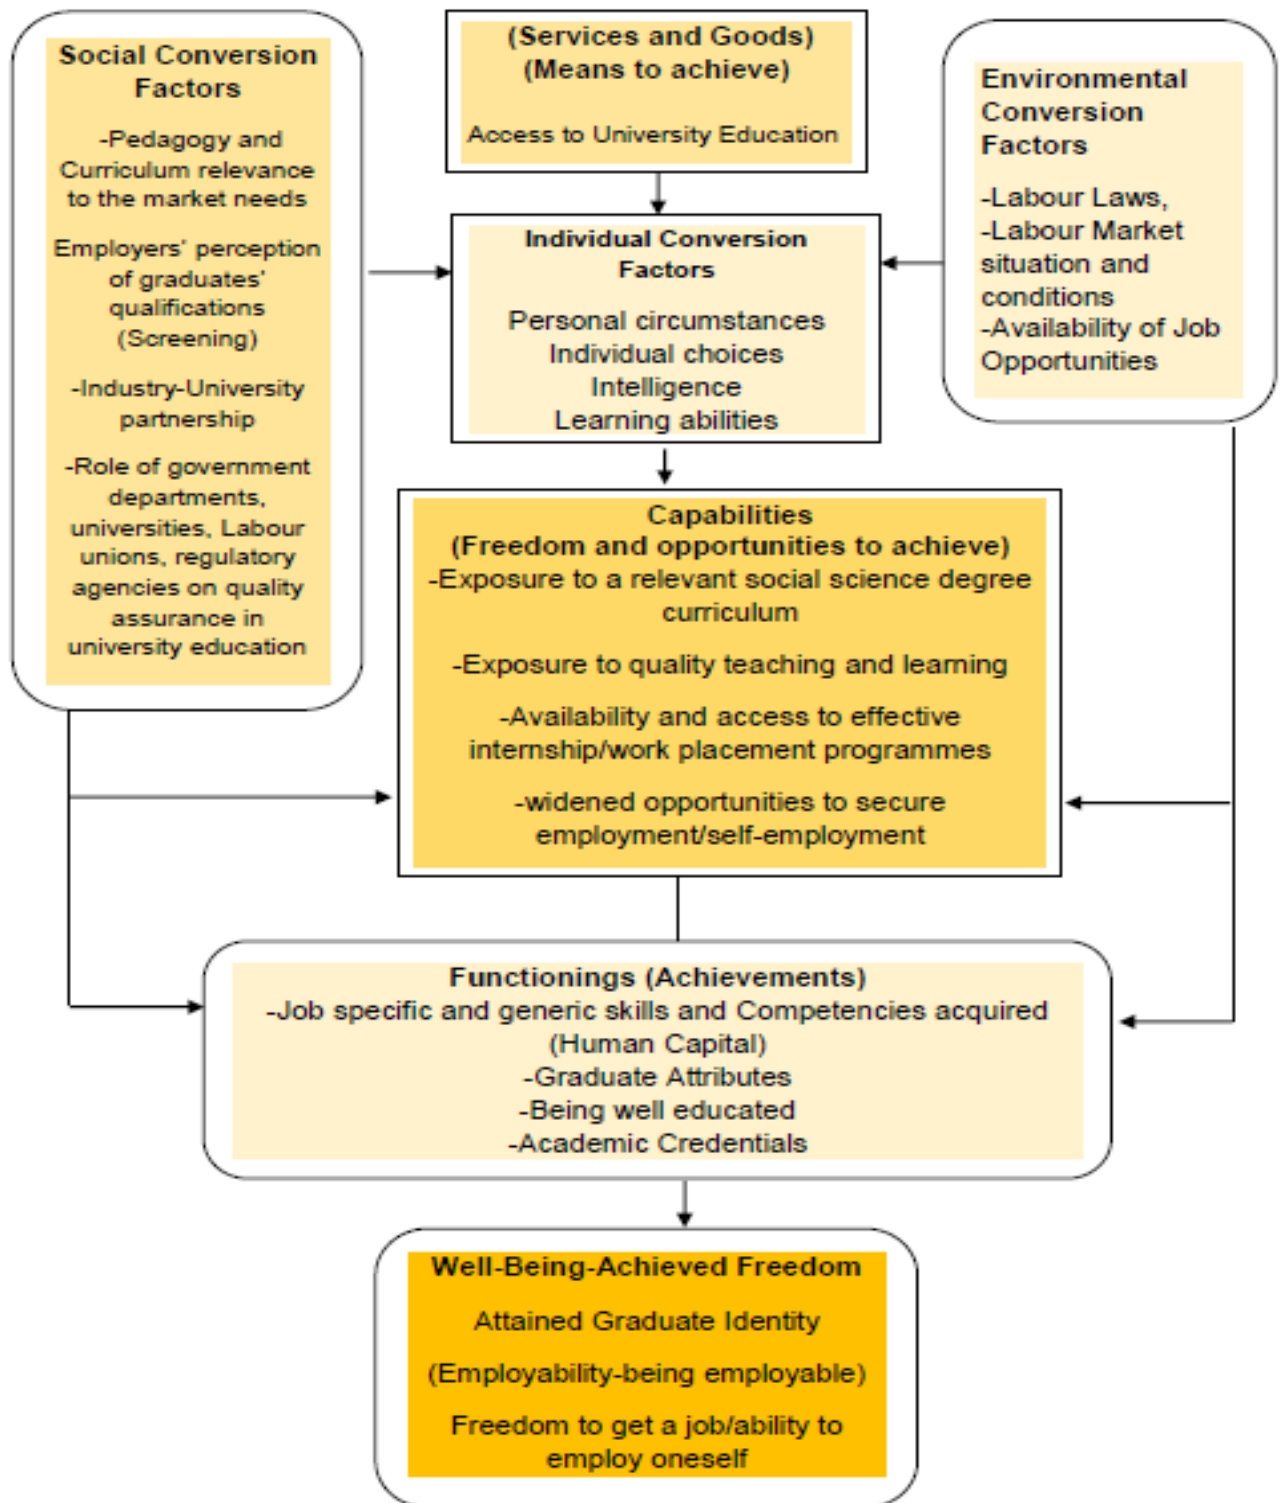 Social Conversion
Factors
-Pedagogy and
Curriculum relevance
to the market needs
Employers' perception
of graduates'
qualifications
(Screening)
-Industry-University
partnership
-Role of government
departments,
universities, Labour
unions, regulatory
agencies on quality
assurance in
university education
(Services and Goods)
(Means to achieve)
Access to University Education
Environmental
Conversion
Factors
-Labour Laws,
-Labour Market
situation and
conditions
-Availability of Job
Opportunities
Individual Conversion
Factors
Personal circumstances
Individual choices
Intelligence
Learning abilities
Capabilities
(Freedom and opportunities to achieve)
-Exposure to a relevant social science degree
curriculum
-Exposure to quality teaching and learning
-Availability and access to effective
internship/work placement programmes
-widened opportunities to secure
employment/self-employment
Functionings (Achievements)
-Job specific and generic skills and Competencies acquired
(Human Capital)
-Graduate Attributes
-Being well educated
-Academic Credentials
Well-Being-Achieved Freedom
Attained Graduate Identity
(Employability-being employable)
Freedom to get a job/ability to
employ oneself